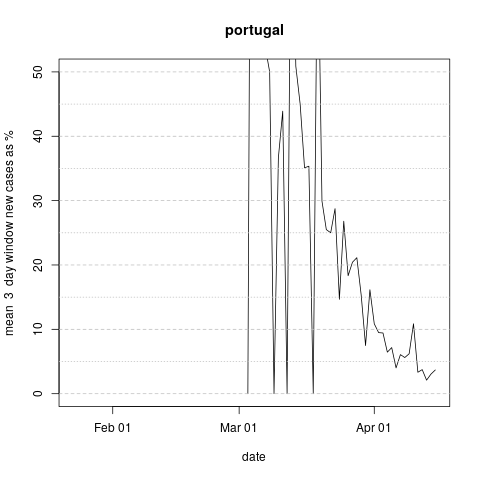 portugal
mean  3  day window new cases as %
50
40
30
20
10
0
Feb 01
Mar 01
Apr 01
date